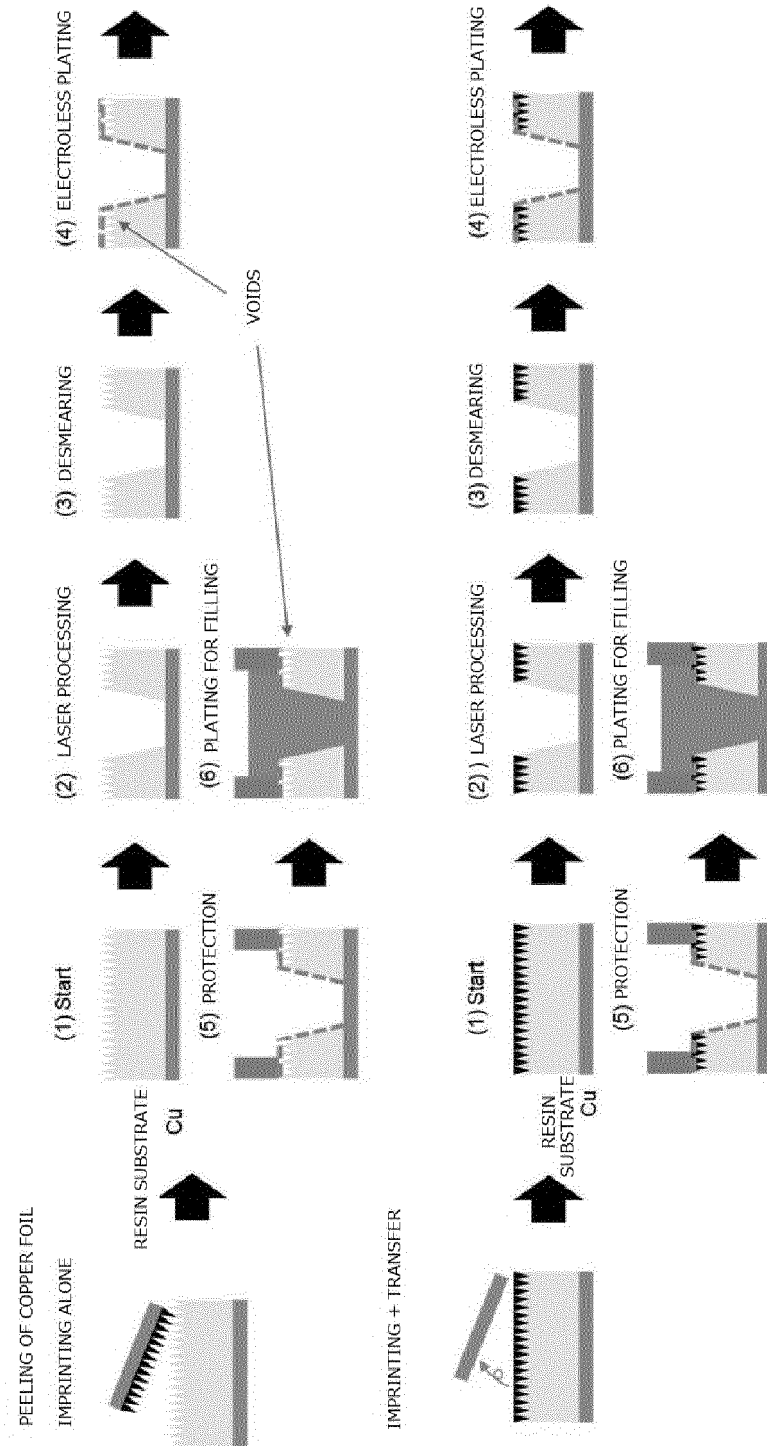 PEELING OF COPPER FOIL
IMPRINTING ALONE
RESIN SUBSTRATE
Cu
(1) Start
(2) LASER PROCESSING
(3) DESMEARING
(4) ELECTROLESS PLATING
(5) PROTECTION
(6) PLATING FOR FILLING
VOIDS
IMPRINTING + TRANSFER
RESIN
SUBSTRATE
Cu
(1) Start
(2) ) LASER PROCESSING
(3) DESMEARING
(4) ELECTROLESS PLATING
(5) PROTECTION
(6) PLATING FOR FILLING